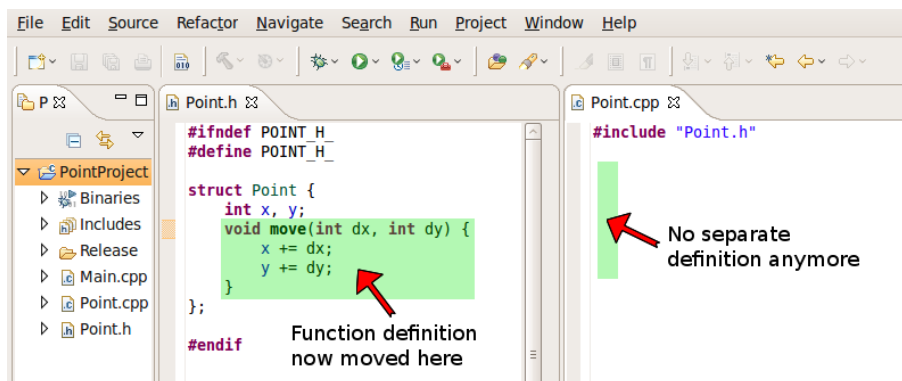 File Edit Source Refactor Navigate Search Run Project Window Help
010
P
PointProject
Binaries
Includes
Release
Main.cpp
Point.cpp
Point.h
Point.h
#ifndef POINT_H_
#define POINT_H_
struct Point {
int x, y;
void move(int dx, int dy) {
x += dx;
y += dy;
}
};
#endif
Function definition
now moved here
Point.cpp
#include "Point.h"
No separate
definition anymore